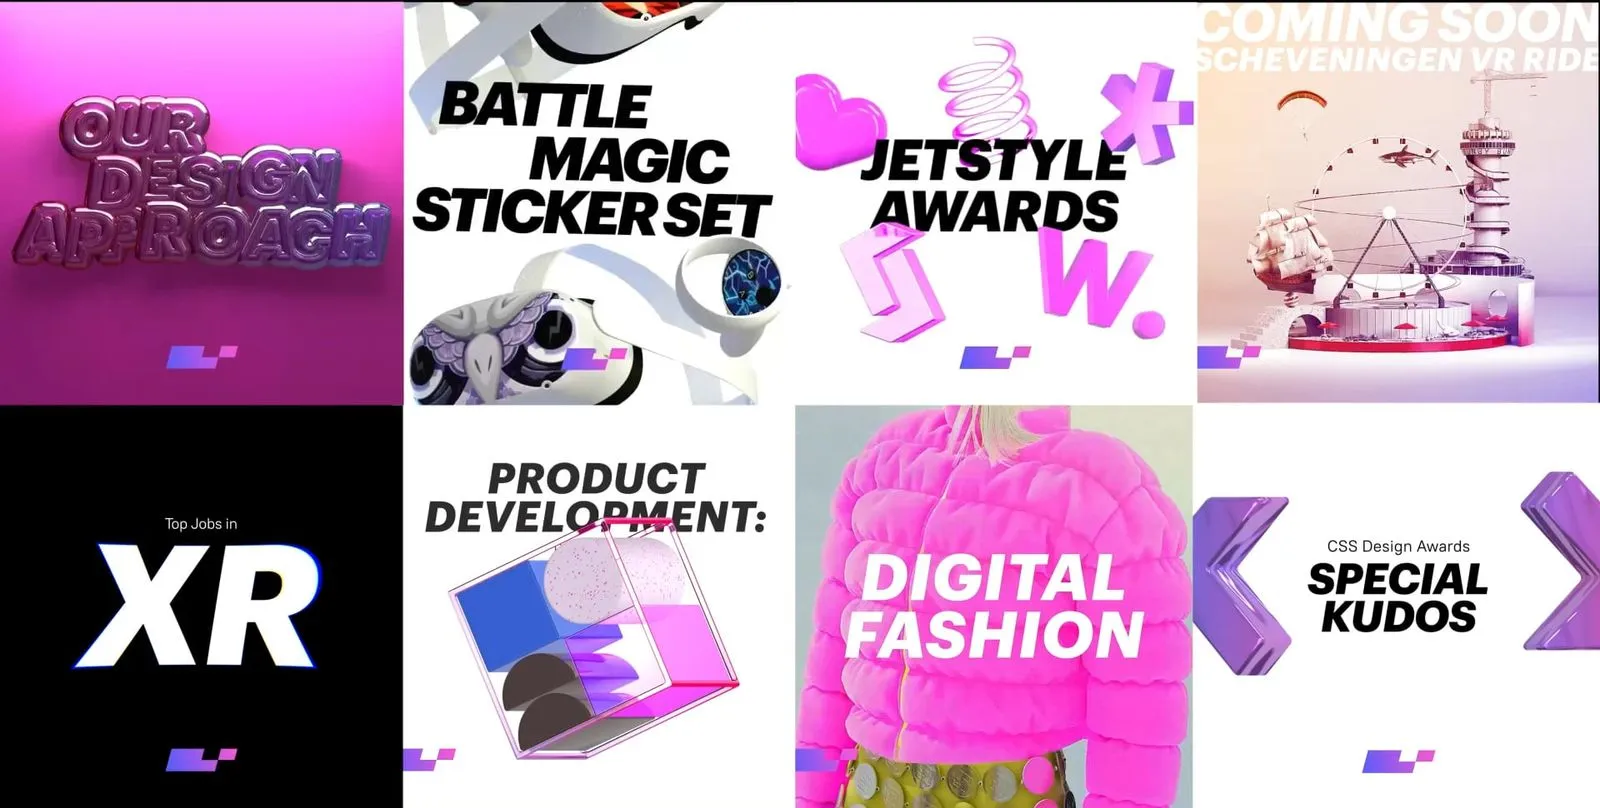 OUR
DESIGN
APPROACH
BATTLE
MAGIC
STICKER SET
JETSTYLE
AWARDS
W.
COMING SOON
SCHEVENINGEN VR RIDE
Top Jobs in
XR
PRODUCT
DEVELOPMENT:
DIGITAL
FASHION
CSS Design Awards
SPECIAL
KUDOS